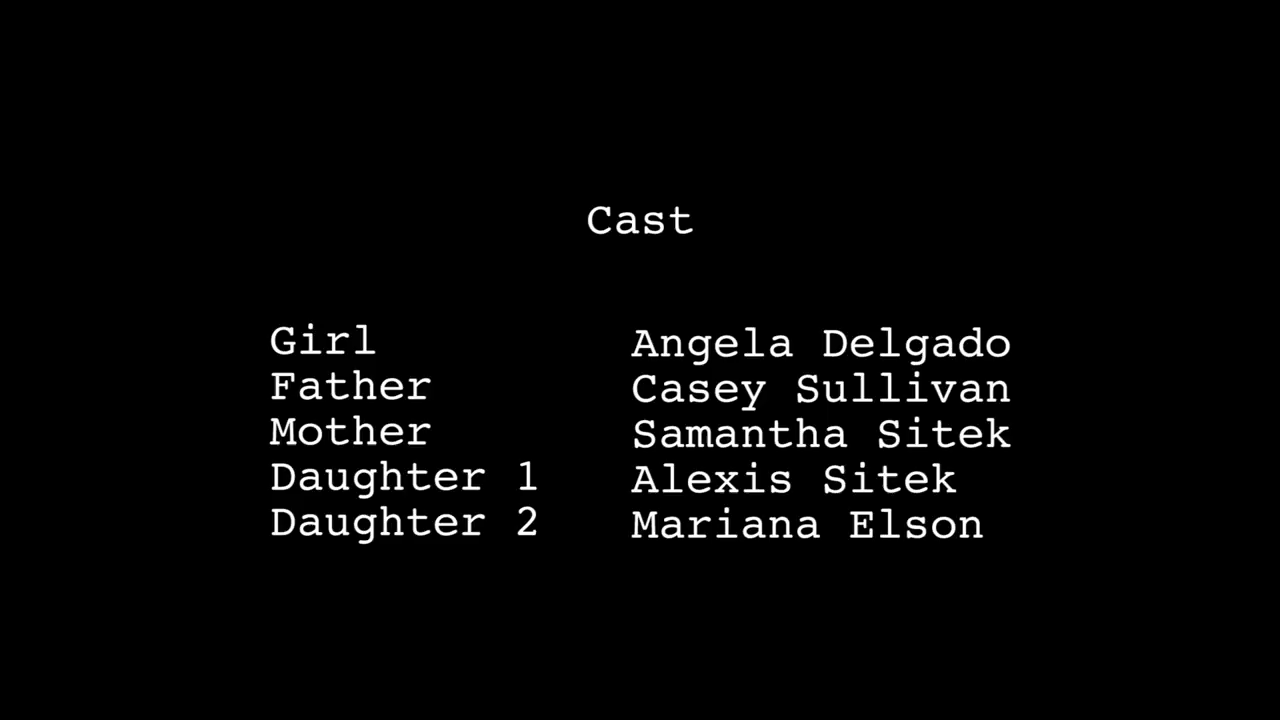 Cast
Girl Angela Delgado
Father Casey Sullivan
Mother Samantha Sitek
Daughter 1 Alexis Sitek
Daughter 2 Mariana Elson